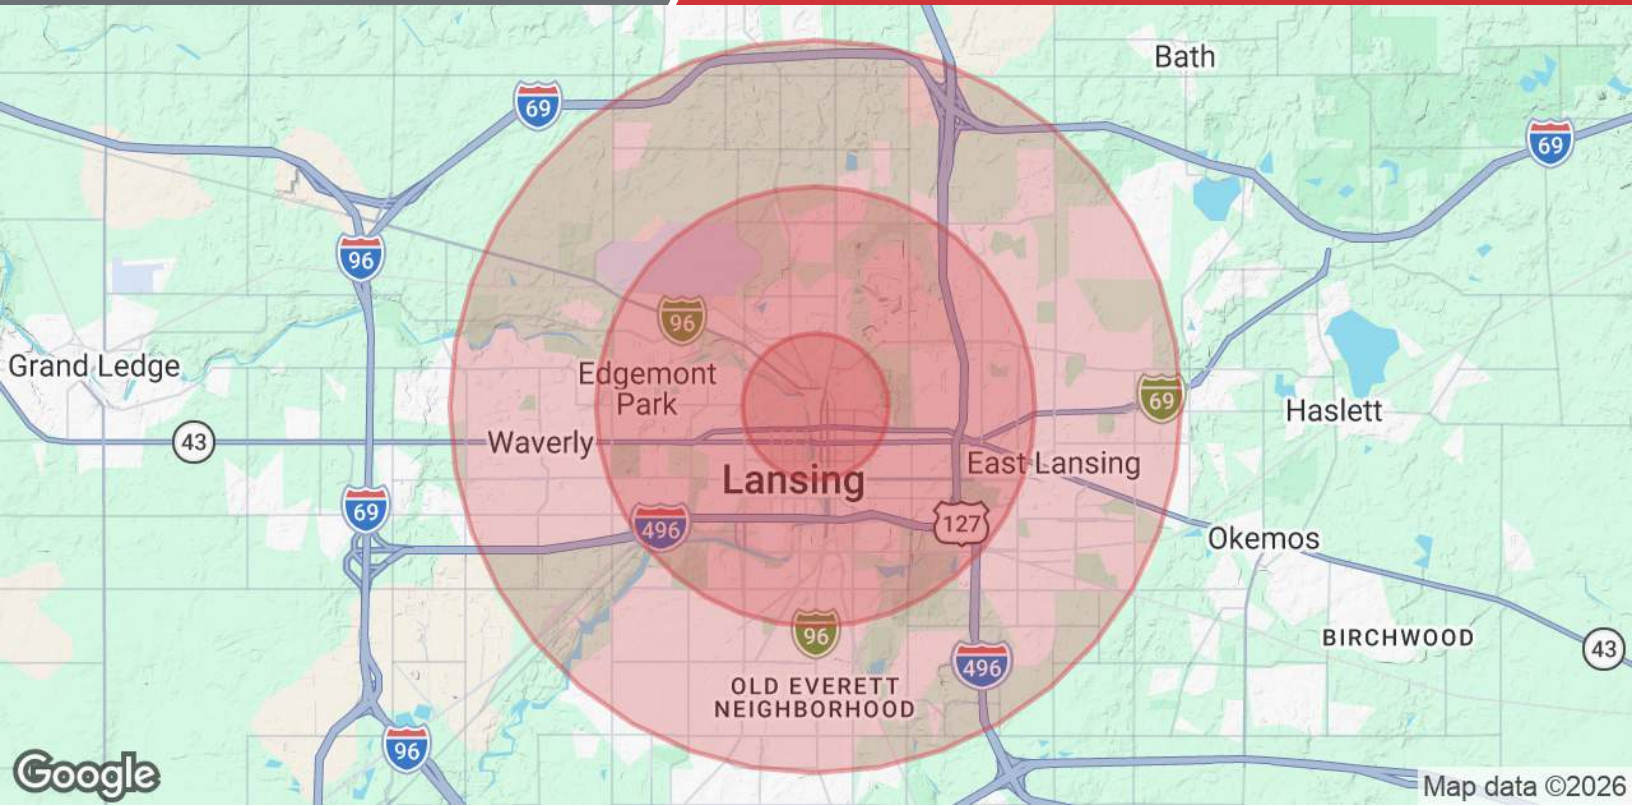 Bath
69
69
96
96
Edgemont
Park
Grand Ledge
69
Haslett
43
Waverly
East Lansing
Lansing
69
496
127
Okemos
96
BIRCHWOOD
43
496
OLD EVERETT
NEIGHBORHOOD
96
Google
Map data ©2026